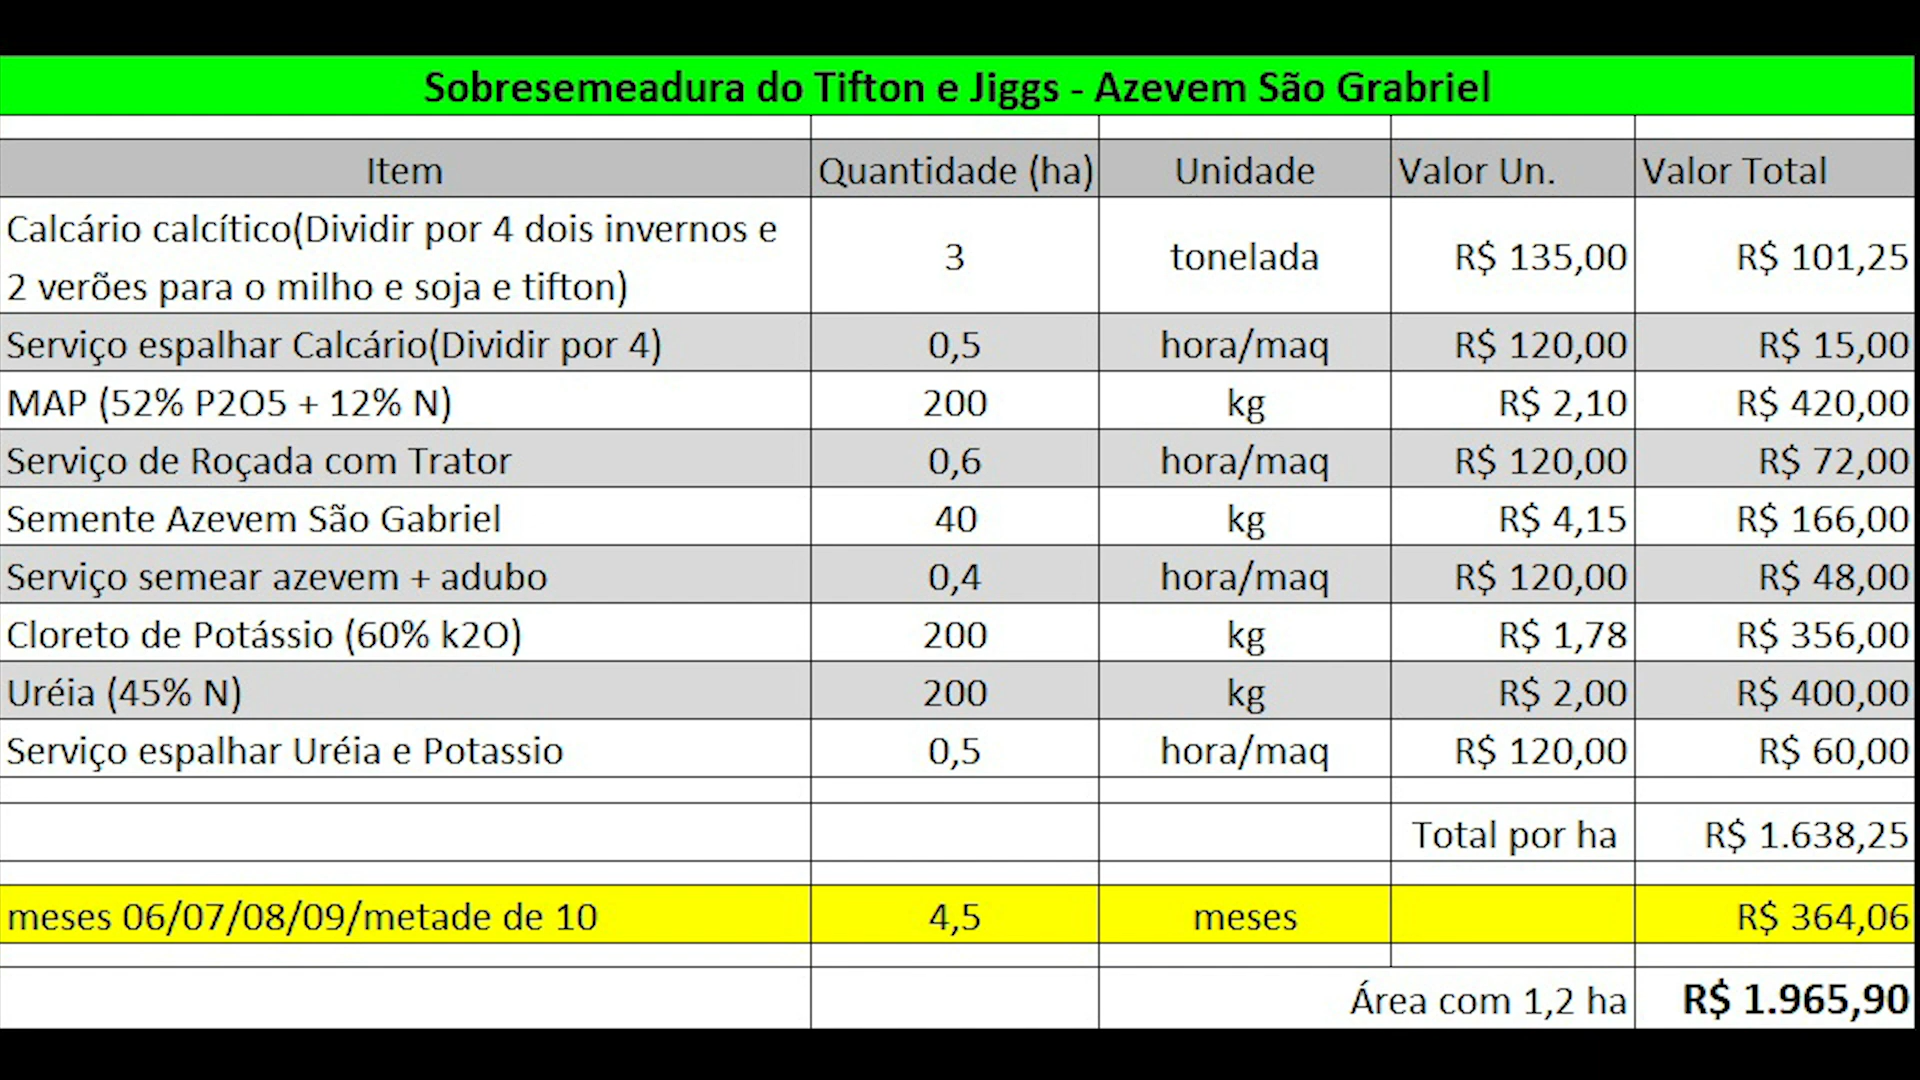 Sobresemeadura do Tifton e Jiggs - Azevem São Grabriel
Item Quantidade (ha) Unidade Valor Un. Valor Total
Calcário calcítico(Dividir por 4 dois invernos e
2 verões para o milho e soja e tifton) 3 tonelada R$ 135,00 R$ 101,25
Serviço espalhar Calcário(Dividir por 4) 0,5 hora/maq R$ 120,00 R$ 15,00
MAP (52% P2O5 + 12% N) 200 kg R$ 2,10 R$ 420,00
Serviço de Roçada com Trator 0,6 hora/maq R$ 120,00 R$ 72,00
Semente Azevem São Gabriel 40 kg R$ 4,15 R$ 166,00
Serviço semear azevem + adubo 0,4 hora/maq R$ 120,00 R$ 48,00
Cloreto de Potássio (60% k2O) 200 kg R$ 1,78 R$ 356,00
Uréia (45% N) 200 kg R$ 2,00 R$ 400,00
Serviço espalhar Uréia e Potassio 0,5 hora/maq R$ 120,00 R$ 60,00
Total por ha R$ 1.638,25
meses 06/07/08/09/metade de 10 4,5 meses R$ 364,06
Área com 1,2 ha R$ 1.965,90